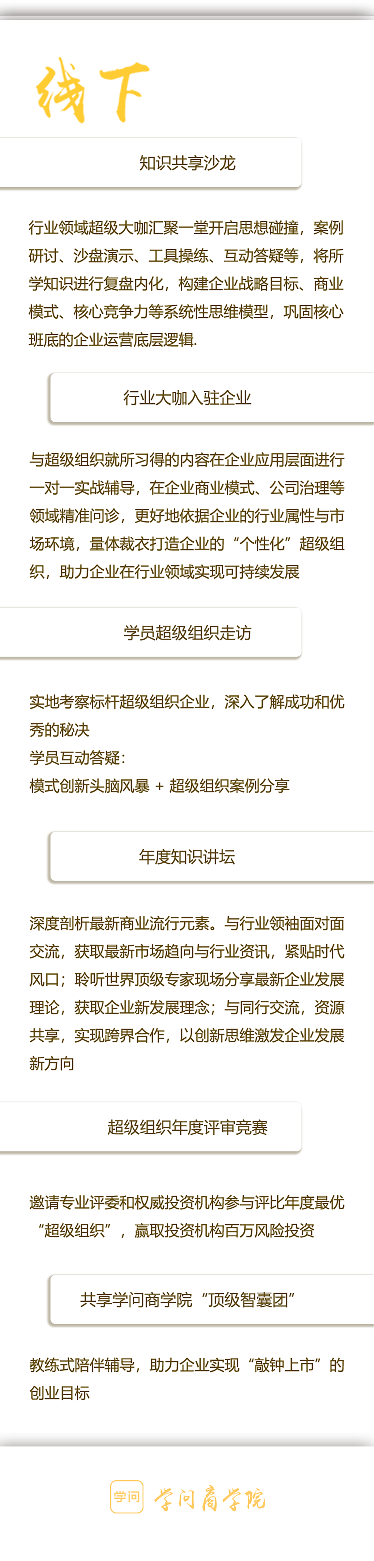 线下
知识共享沙龙
行业领域超级大咖汇聚一堂开启思想碰撞，案例
研讨、沙盘演示、工具操练、互动答疑等，将所
学知识进行复盘内化，构建企业战略目标、商业
模式、核心竞争力等系统性思维模型，巩固核心
班底的企业运营底层逻辑.
行业大咖入驻企业
与超级组织就所习得的内容在企业应用层面进行
一对一实战辅导，在企业商业模式、公司治理等
领域精准问诊，更好地依据企业的行业属性与市
场环境，量体裁衣打造企业的“个性化”超级组
织，助力企业在行业领域实现可持续发展
学员超级组织走访
实地考察标杆超级组织企业，深入了解成功和优
秀的秘决
学员互动答疑：
模式创新头脑风暴 + 超级组织案例分享
年度知识讲坛
深度剖析最新商业流行元素。与行业领袖面对面
交流，获取最新市场趋向与行业资讯，紧贴时代
风口；聆听世界顶级专家现场分享最新企业发展
理论，获取企业新发展理念；与同行交流，资源
共享，实现跨界合作，以创新思维激发企业发展
新方向
超级组织年度评审竞赛
邀请专业评委和权威投资机构参与评比年度最优
“超级组织”，赢取投资机构百万风险投资
共享学问商学院“顶级智囊团”
教练式陪伴辅导，助力企业实现“敲钟上市”的
创业目标
学问 学问商学院